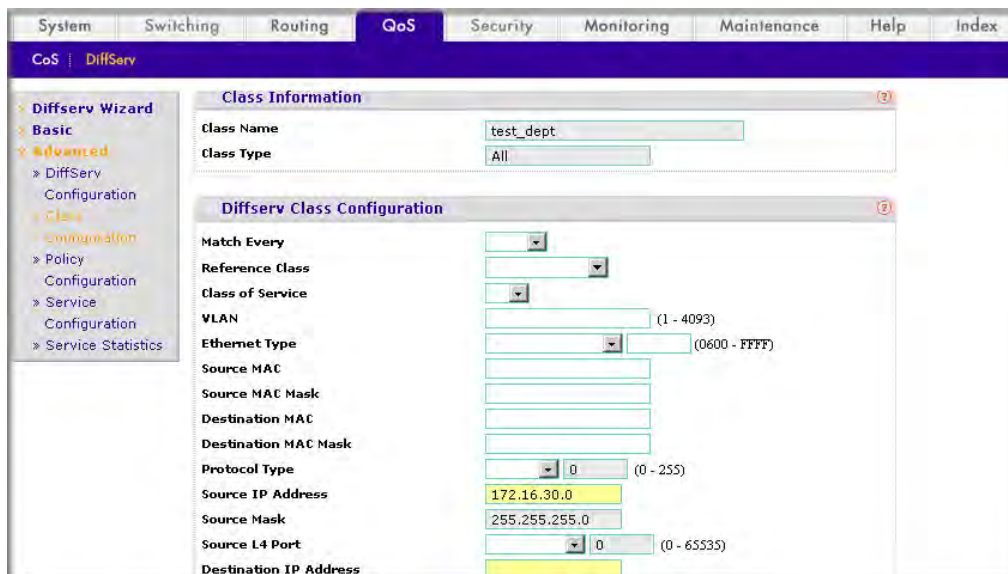 System Switching Routing QoS Security Monitoring Maintenance Help Index
CoS | DiffServ
Diffserv Wizard
Basic
Advanced
» DiffServ
Configuration
» Class
Configuration
» Policy
Configuration
» Service
Configuration
» Service Statistics
Class Information
Class Name test_dept
Class Type All
Diffserv Class Configuration
Match Every
Reference Class
Class of Service
VLAN (1 - 4093)
Ethernet Type (0600 - FFFF)
Source MAC
Source MAC Mask
Destination MAC
Destination MAC Mask
Protocol Type 0 (0 - 255)
Source IP Address 172.16.30.0
Source Mask 255.255.255.0
Source L4 Port 0 (0 - 65535)
Destination IP Address